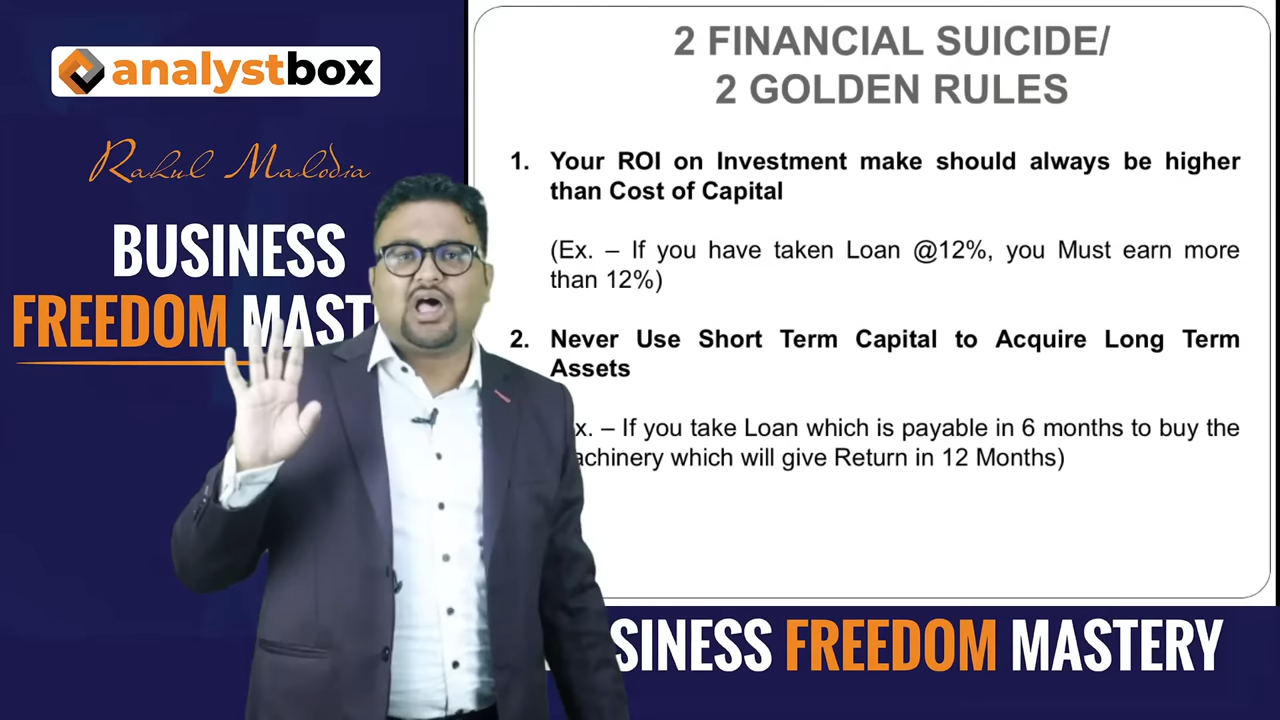 analystbox
Rahul Malodia
BUSINESS
FREEDOM
2 FINANCIAL SUICIDE/
2 GOLDEN RULES
1. Your ROI on Investment make should always be higher
than Cost of Capital
(Ex. – If you have taken Loan @12%, you Must earn more
than 12%)
2. Never Use Short Term Capital to Acquire Long Term
Assets
– If you take Loan which is payable in 6 months to buy the
which will give Return in 12 Months)
FREEDOM MASTERY